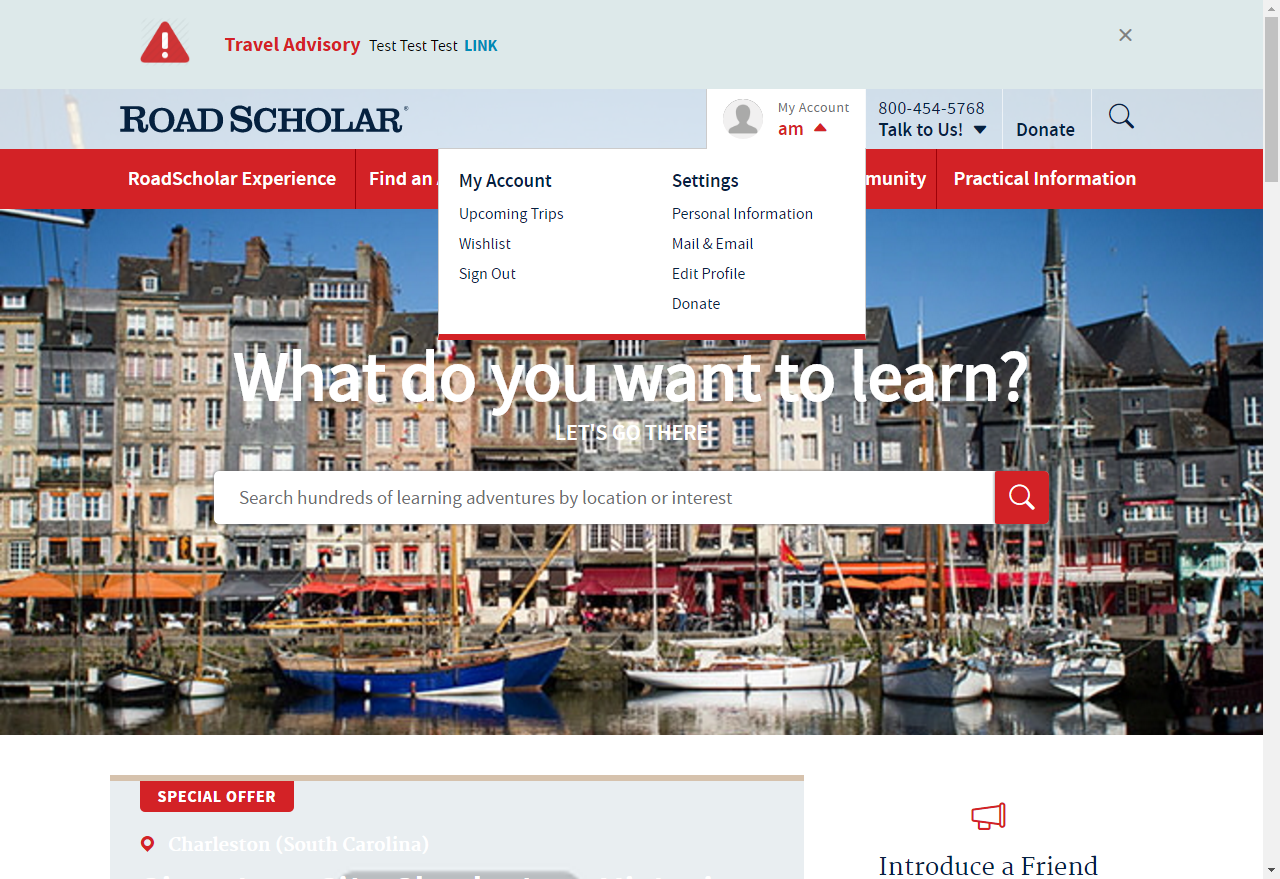 Travel Advisory Test Test Test LINK
ROAD SCHOLAR®
My Account
am
800-454-5768
Talk to Us!
Donate
RoadScholar Experience
Find an
munity
Practical Information
My Account
Upcoming Trips
Wishlist
Sign Out
Settings
Personal Information
Mail & Email
Edit Profile
Donate
What do you want to learn?
LET'S GO THERE
Search hundreds of learning adventures by location or interest
SPECIAL OFFER
Charleston (South Carolina)
Introduce a Friend